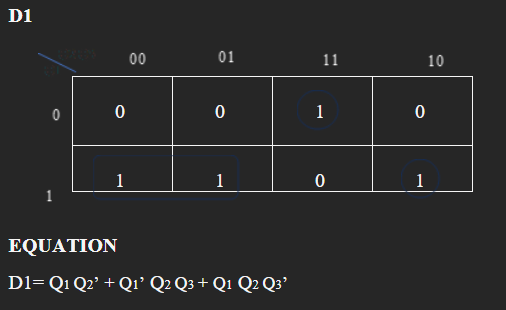 D1
00 01 11 10
0 0 0 1 0
1 1 1 0 1
EQUATION
D1= Q1 Q2’ + Q1’ Q2 Q3 + Q1 Q2 Q3’